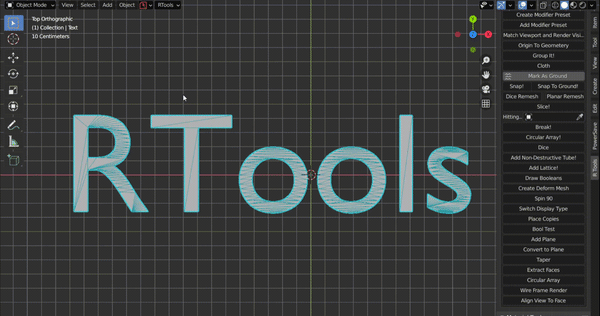 Object Mode View Select Add Object RTools
Top Orthographic
(1) Collection | Text
10 Centimeters
RTools
Create Modifier Preset
Add Modifier Preset
Match Viewport and Render Visi..
Origin To Geometery
Group It!
Cloth
Mark As Ground
Snap! Snap To Ground!
Dice Remesh Planar Remesh
Slice!
Hitting..
Break!
Circular Array!
Dice
Add Non-Destructive Tube!
Add Lattice!
Draw Booleans
Create Deform Mesh
Spin 90
Switch Display Type
Place Copies
Bool Test
Add Plane
Convert to Plane
Taper
Extract Faces
Circular Array
Wire Frame Render
Align View To Face
Item
Tool
View
Create
Edit
PowerSave
R Tools